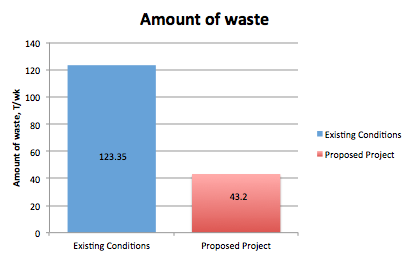 Amount of waste
Amount of waste, T/wk
140
120
100
80
60
40
20
0
123.35
43.2
Existing Conditions
Proposed Project
Existing Conditions
Proposed Project